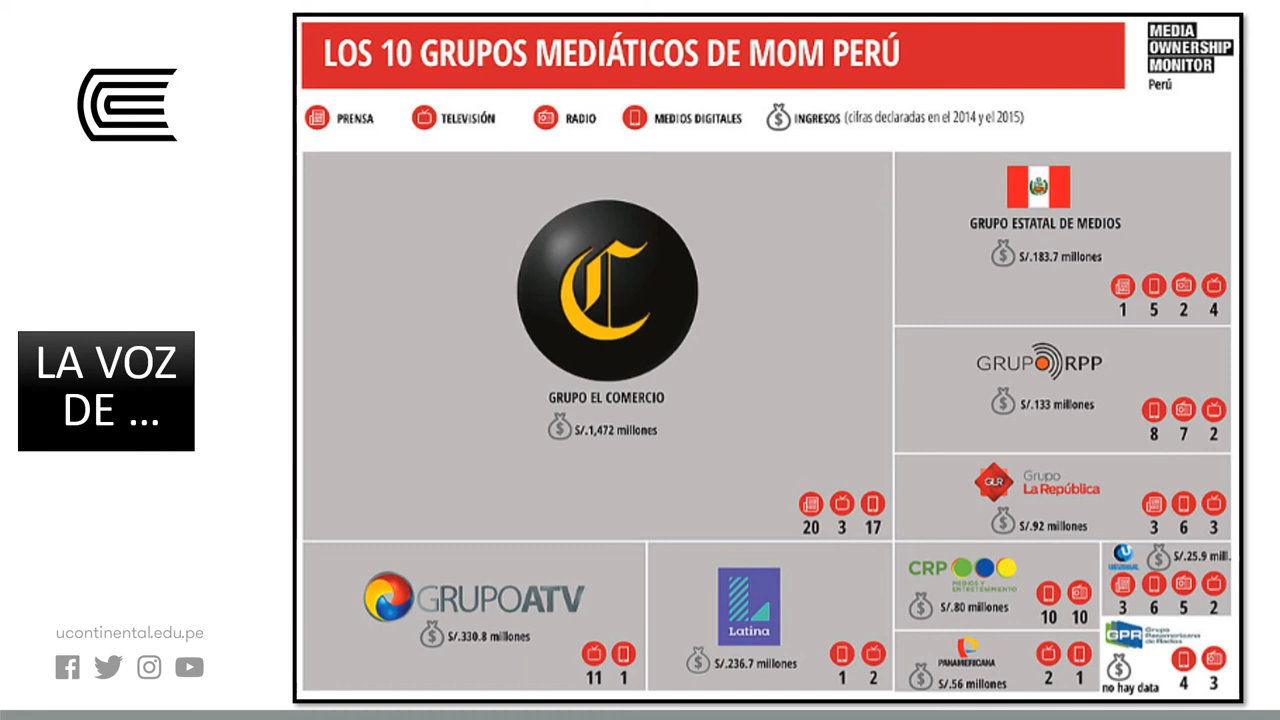 LOS 10 GRUPOS MEDIÁTICOS DE MOM PERÚ
MEDIA
OWNERSHIP
MONITOR
Perú
PRENSA
TELEVISIÓN
RADIO
MEDIOS DIGITALES
INGRESOS (cifras declaradas en el 2014 y el 2015)
LA VOZ
DE ...
GRUPO EL COMERCIO
S/.1,472 millones
20 3 17
GRUPO ESTATAL DE MEDIOS
S/.183.7 millones
1 5 2 4
GRUPO RPP
S/.133 millones
8 7 2
GLR
Grupo
La República
S/.92 millones
3 6 3
GRUPOATV
S/.330.8 millones
11 1
Latina
S/.236.7 millones
1 2
CRP
MEDIOS Y
ENTRETENIMIENTO
S/.80 millones
10 10
S/.25.9 mill.
3 6 5 2
PANAMERICANA
S/.56 millones
2 1
GPR
Grupo
Panamericana
de Radios
no hay data
4 3
ucontinental.edu.pe